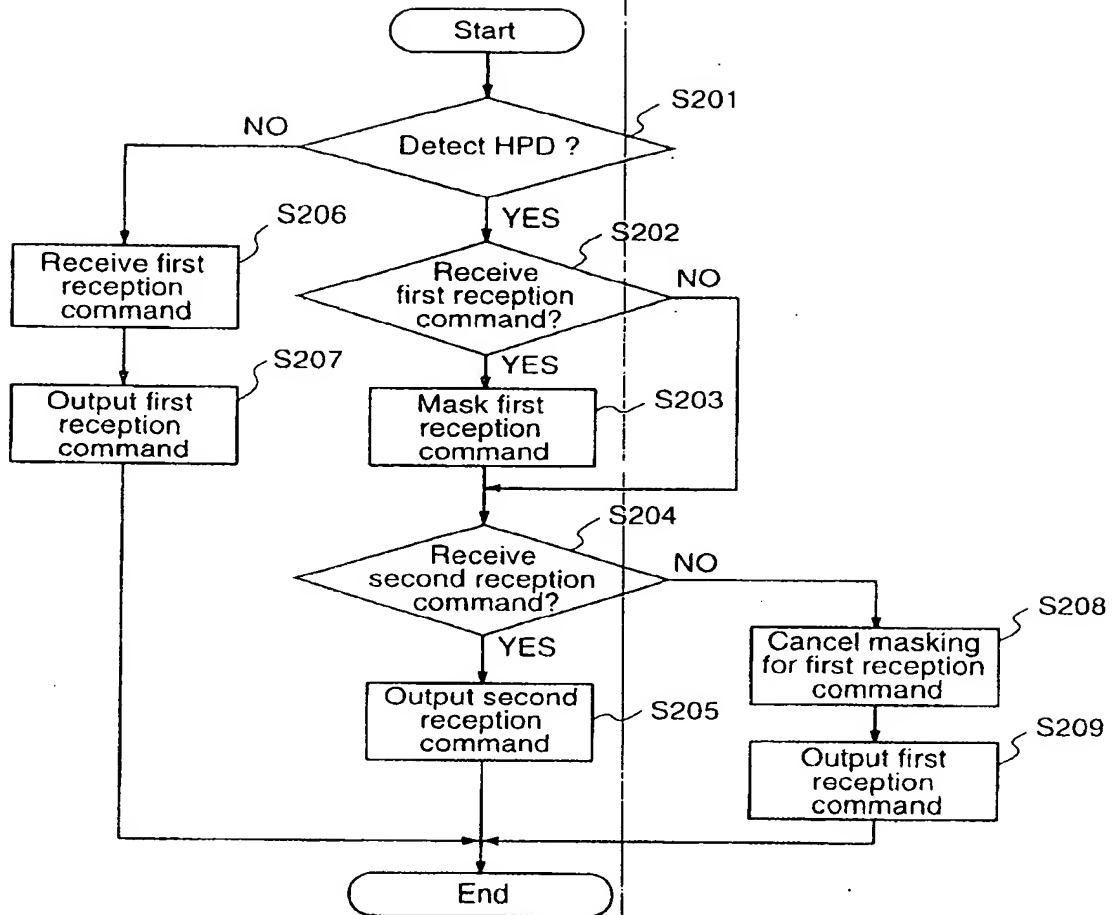 Start
S201
NO
Detect HPD ?
YES
S206
S202
Receive first
reception
command
Receive
first reception
command?
NO
S207
YES
Output first
reception
command
Mask first
reception
command
S203
S204
Receive
second reception
command?
NO
YES
S208
Cancel masking
for first reception
command
Output second
reception
command
S205
S209
Output first
reception
command
End